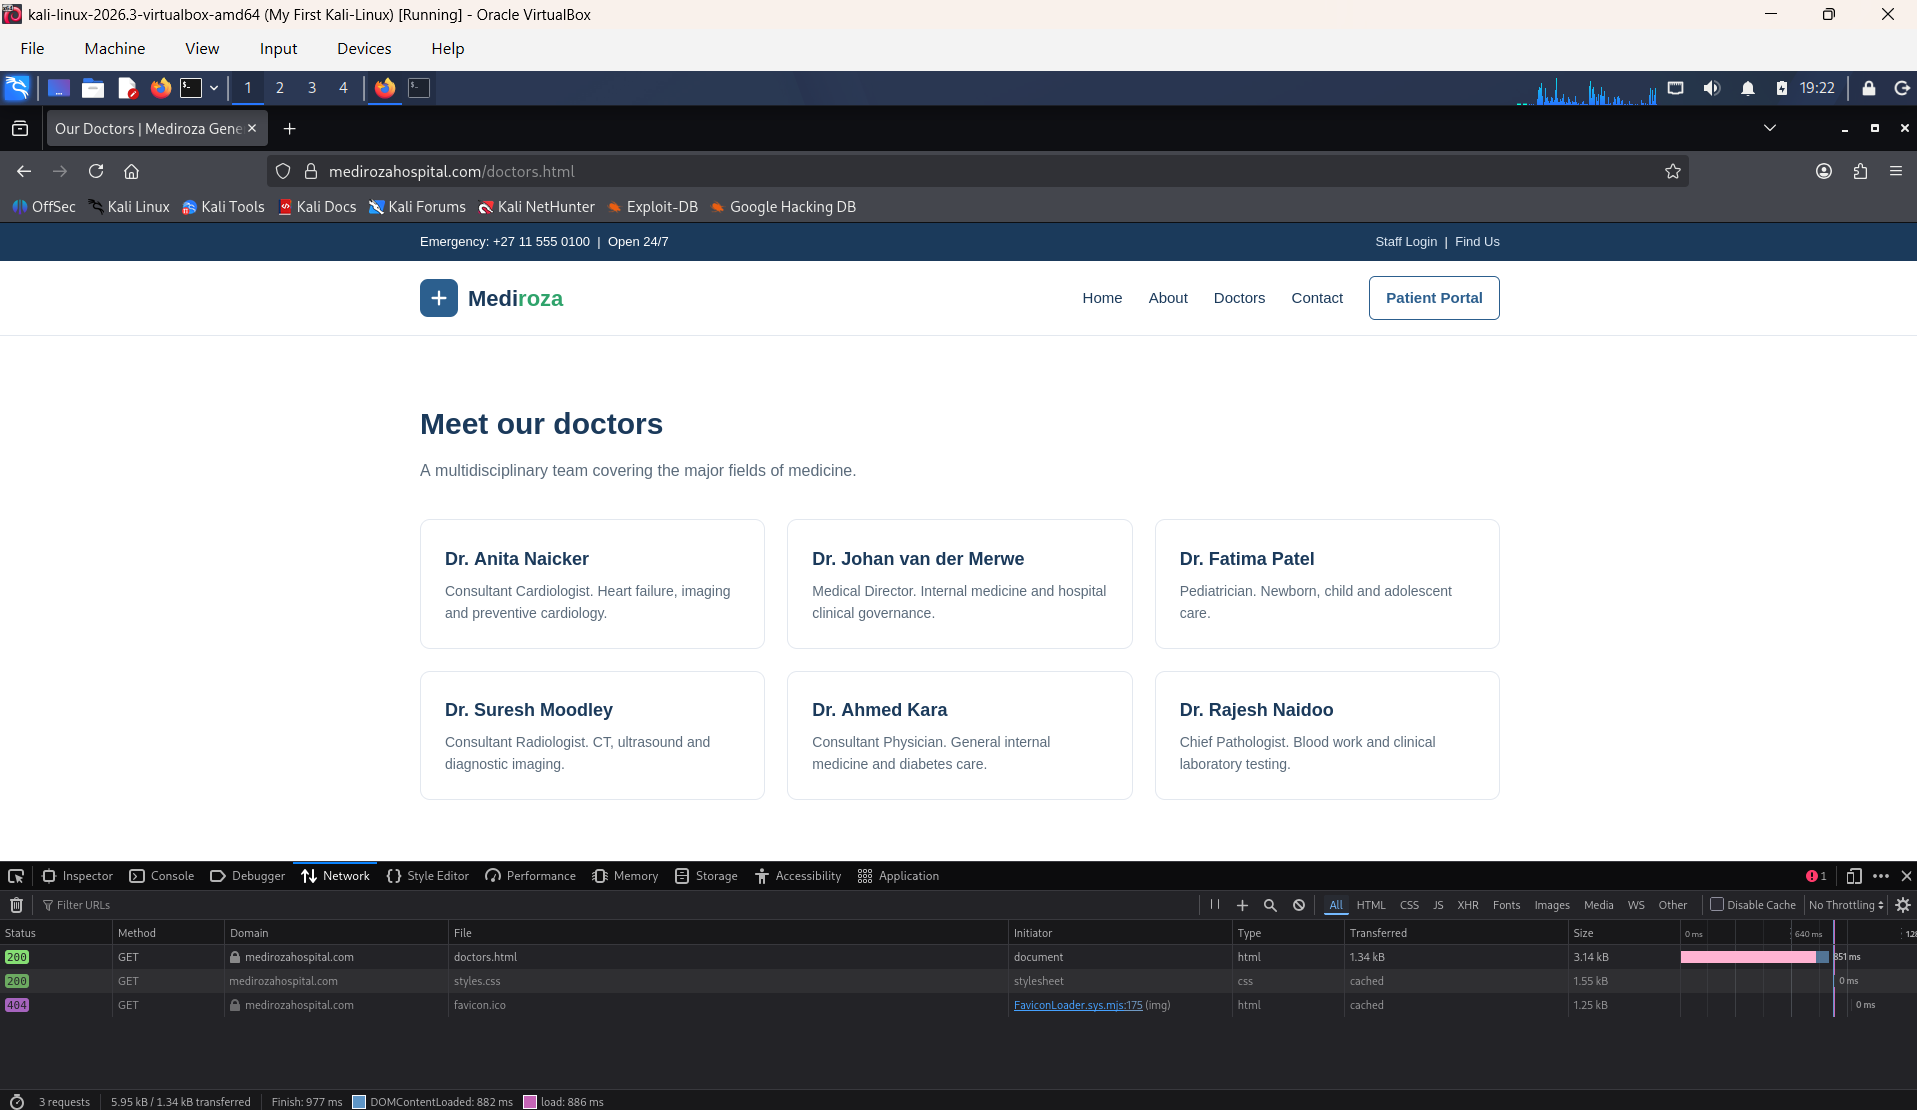 kali-linux-2026.3-virtualbox-amd64 (My First Kali-Linux) [Running] - Oracle VirtualBox
File Machine View Input Devices Help
1 2 3 4 19:22
Our Doctors | Mediroza Gene
medirozahospital.com/doctors.html
OffSec Kali Linux Kali Tools Kali Docs Kali Forums Kali NetHunter Exploit-DB Google Hacking DB
Emergency: +27 11 555 0100 | Open 24/7 Staff Login | Find Us
Mediroza Home About Doctors Contact Patient Portal
Meet our doctors
A multidisciplinary team covering the major fields of medicine.
Dr. Anita Naicker
Consultant Cardiologist. Heart failure, imaging
and preventive cardiology.
Dr. Johan van der Merwe
Medical Director. Internal medicine and hospital
clinical governance.
Dr. Fatima Patel
Pediatrician. Newborn, child and adolescent
care.
Dr. Suresh Moodley
Consultant Radiologist. CT, ultrasound and
diagnostic imaging.
Dr. Ahmed Kara
Consultant Physician. General internal
medicine and diabetes care.
Dr. Rajesh Naidoo
Chief Pathologist. Blood work and clinical
laboratory testing.
Inspector Console Debugger Network Style Editor Performance Memory Storage Accessibility Application 1
Filter URLs All HTML CSS JS XHR Fonts Images Media WS Other Disable Cache No Throttling
Status Method Domain File Initiator Type Transferred Size 0 ms 640 ms 1.28
200 GET medirozahospital.com doctors.html document html 1.34 kB 3.14 kB 851 ms
200 GET medirozahospital.com styles.css stylesheet css cached 1.55 kB 0 ms
404 GET medirozahospital.com favicon.ico FaviconLoader.sys.mjs:175 (img) html cached 1.25 kB 0 ms
3 requests 5.95 kB / 1.34 kB transferred Finish: 977 ms DOMContentLoaded: 882 ms load: 886 ms